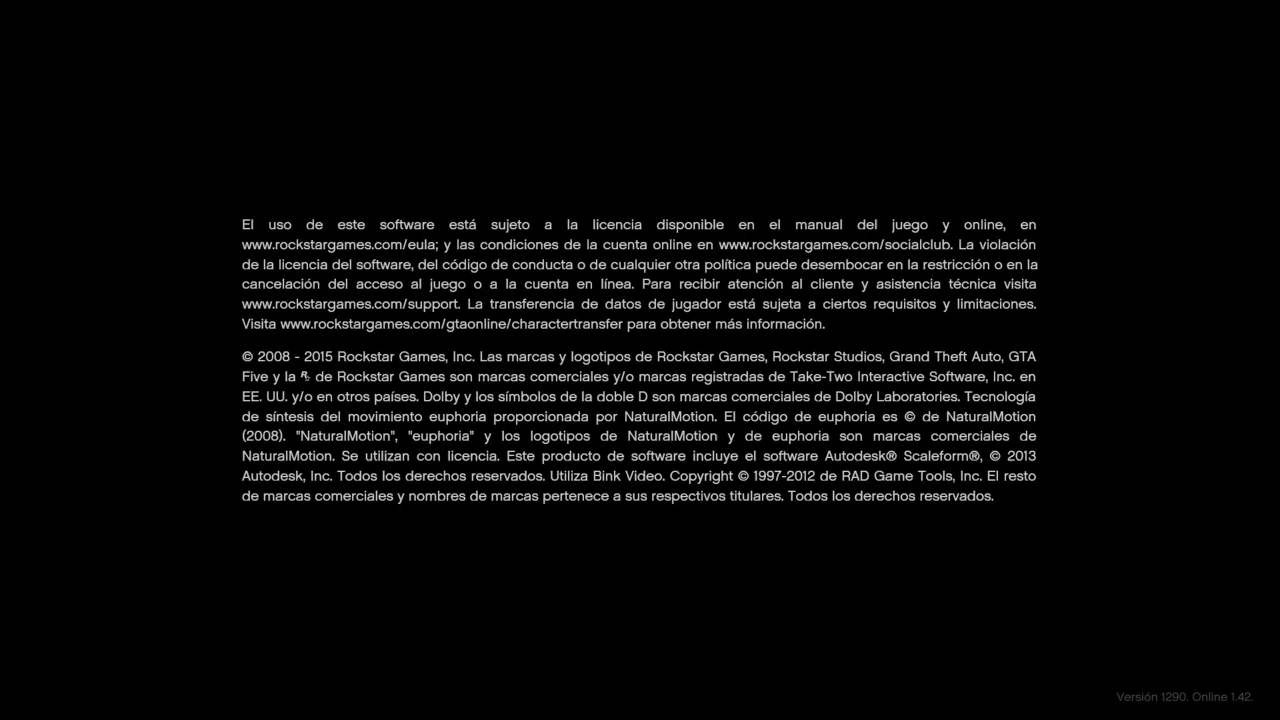 El uso de este software está sujeto a la licencia disponible en el manual del juego y online, en
www.rockstargames.com/eula; y las condiciones de la cuenta online en www.rockstargames.com/socialclub. La violación
de la licencia del software, del código de conducta o de cualquier otra política puede desembocar en la restricción o en la
cancelación del acceso al juego o a la cuenta en línea. Para recibir atención al cliente y asistencia técnica visita
www.rockstargames.com/support. La transferencia de datos de jugador está sujeta a ciertos requisitos y limitaciones.
Visita www.rockstargames.com/gtaonline/charactertransfer para obtener más información.
© 2008 - 2015 Rockstar Games, Inc. Las marcas y logotipos de Rockstar Games, Rockstar Studios, Grand Theft Auto, GTA
Five y la R* de Rockstar Games son marcas comerciales y/o marcas registradas de Take-Two Interactive Software, Inc. en
EE. UU. y/o en otros países. Dolby y los símbolos de la doble D son marcas comerciales de Dolby Laboratories. Tecnología
de síntesis del movimiento euphoria proporcionada por NaturalMotion. El código de euphoria es © de NaturalMotion
(2008). "NaturalMotion", "euphoria" y los logotipos de NaturalMotion y de euphoria son marcas comerciales de
NaturalMotion. Se utilizan con licencia. Este producto de software incluye el software Autodesk® Scaleform®, © 2013
Autodesk, Inc. Todos los derechos reservados. Utiliza Bink Video. Copyright © 1997-2012 de RAD Game Tools, Inc. El resto
de marcas comerciales y nombres de marcas pertenece a sus respectivos titulares. Todos los derechos reservados.
Versión 1290. Online 1.42.